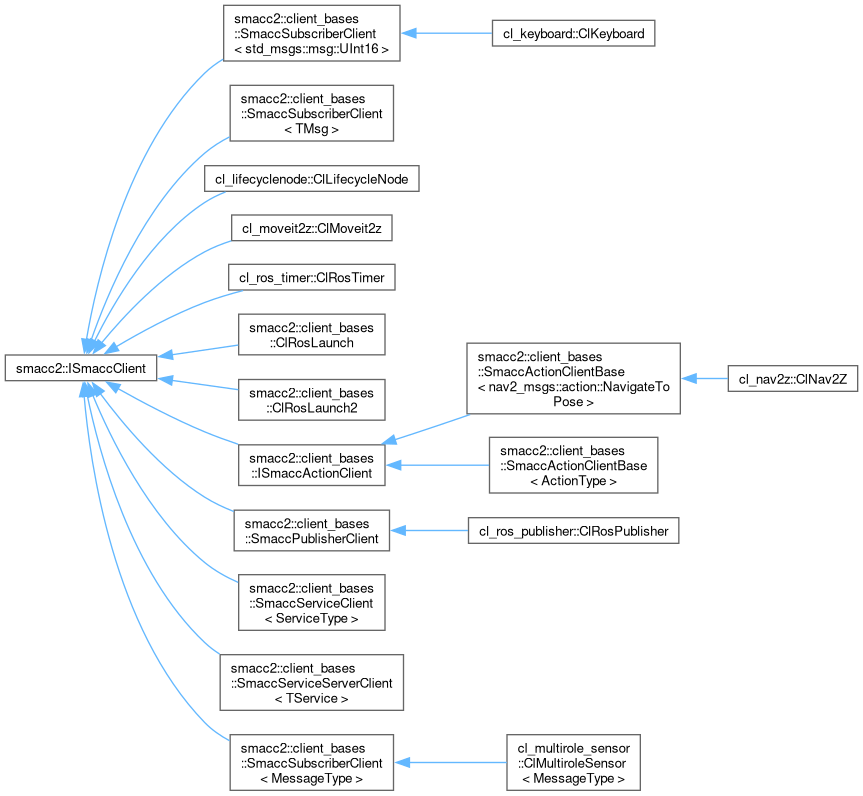 smacc2::client_bases
::SmaccSubscriberClient
< std_msgs::msg::UInt16 >
cl_keyboard::ClKeyboard
smacc2::client_bases
::SmaccSubscriberClient
< TMsg >
cl_lifecyclenode::CLLifecycleNode
cl_moveit2z::ClMoveit2z
cl_ros_timer::ClRosTimer
smacc2::client_bases
::ClRosLaunch
smacc2::ISmaccClient
smacc2::client_bases
::ClRosLaunch2
smacc2::client_bases
::SmaccActionClientBase
< nav2_msgs::action::NavigateTo
Pose >
cl_nav2z::ClNav2Z
smacc2::client_bases
::ISmaccActionClient
smacc2::client_bases
::SmaccActionClientBase
< ActionType >
smacc2::client_bases
::SmaccPublisherClient
cl_ros_publisher::ClRosPublisher
smacc2::client_bases
::SmaccServiceClient
< ServiceType >
smacc2::client_bases
::SmaccServiceServerClient
< TService >
smacc2::client_bases
::SmaccSubscriberClient
< MessageType >
cl_multirole_sensor
::ClMultiroleSensor
< MessageType >